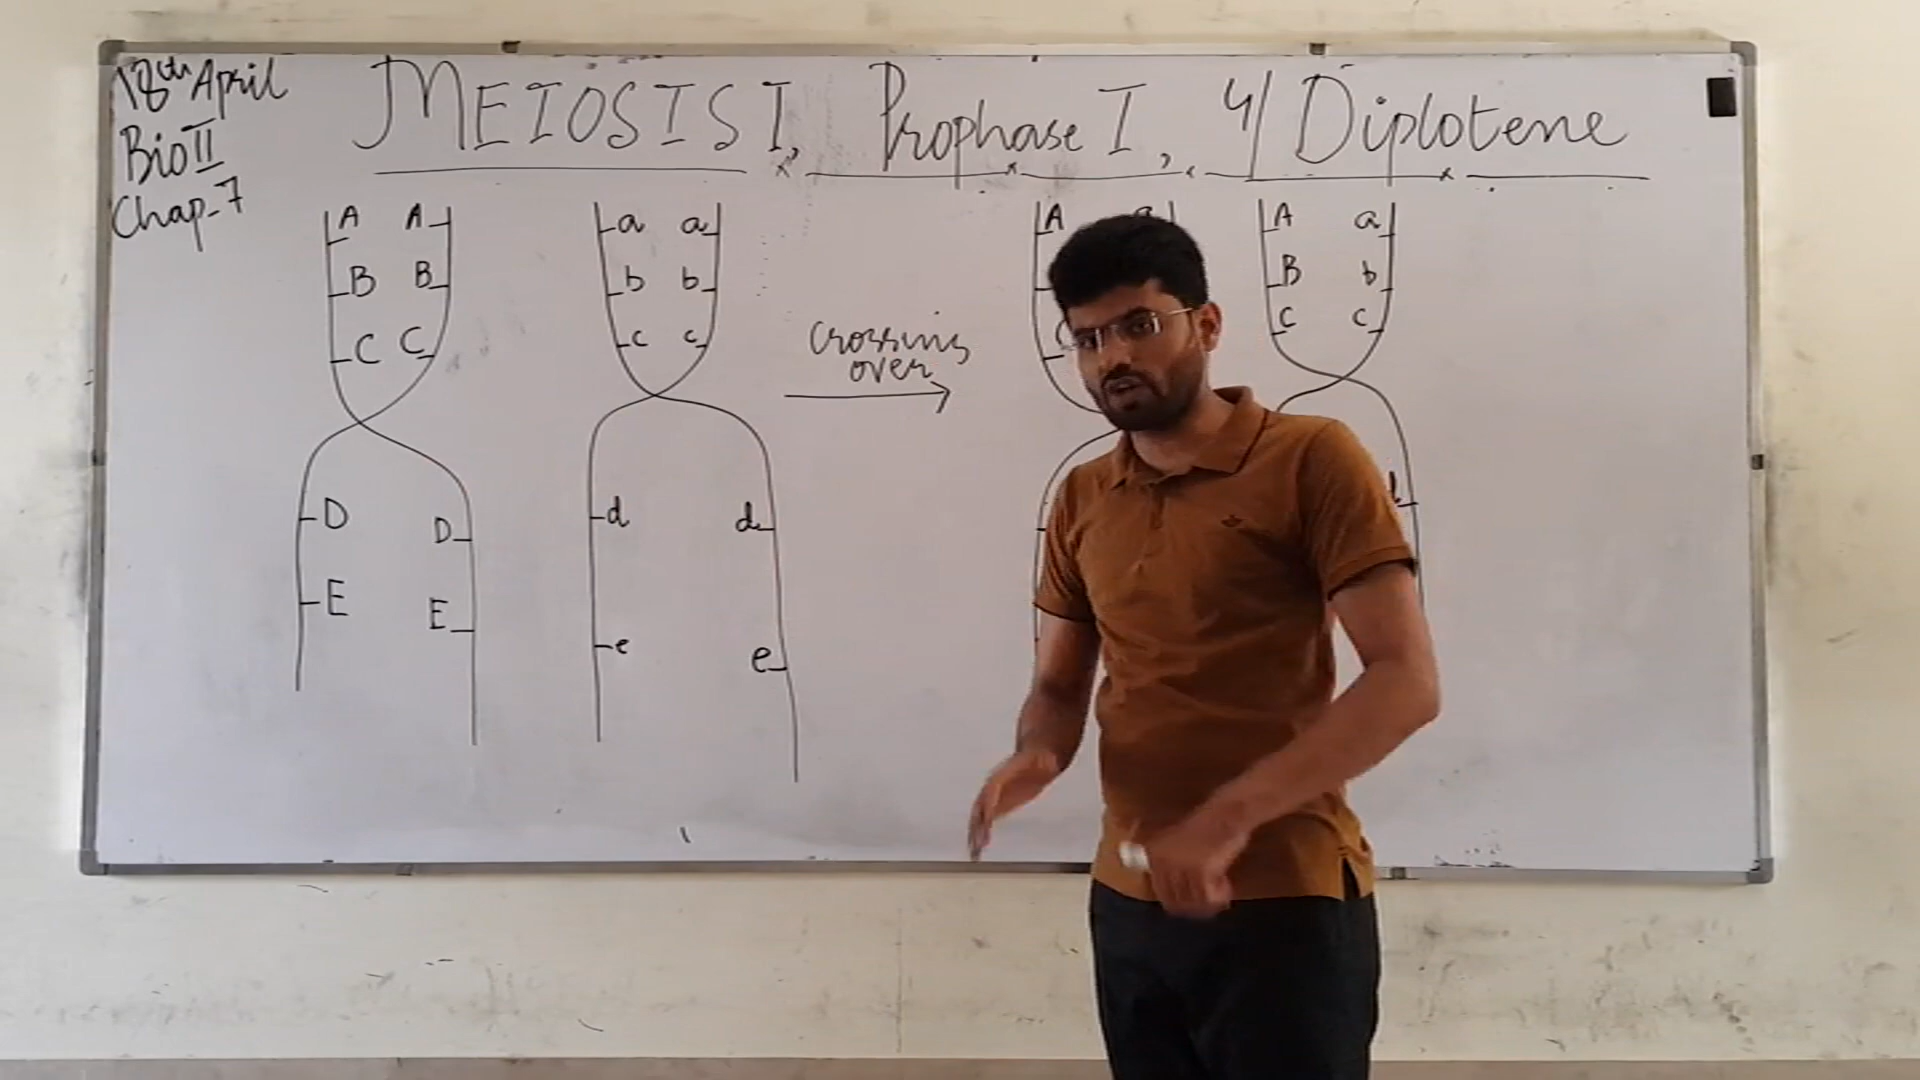 18th April
Bio II
Chap-7
MEIOSIS I, Prophase I, 4/ Diplotene
A A a a A a A a
B B b b B b
C C c c C C c
crossing
over
D D d d
E E e e